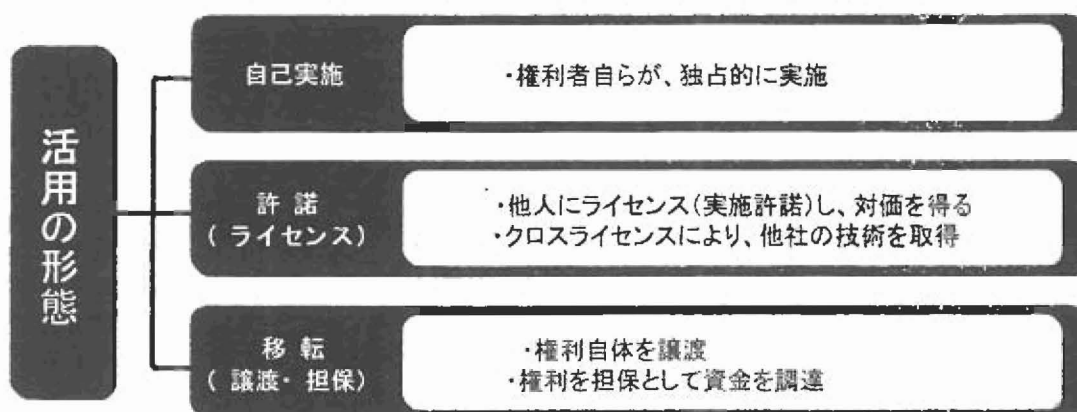 活用の形態
自己実施
・権利者自らが、独占的に実施
許 諾
( ライセンス)
・他人にライセンス(実施許諾)し、対価を得る
・クロスライセンスにより、他社の技術を取得
移 転
( 譲渡・ 担保)
・権利自体を譲渡
・権利を担保として資金を調達